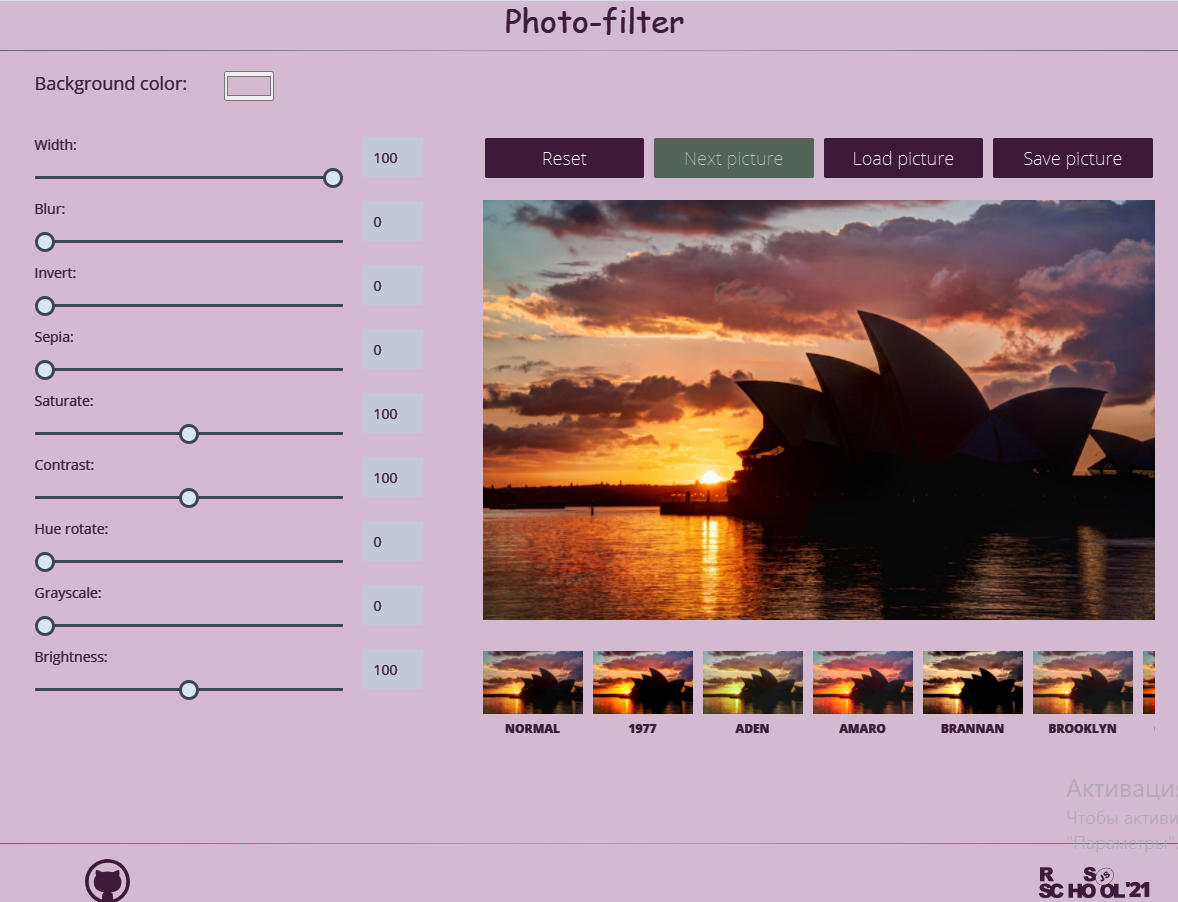 Photo-filter
Background color:
Width:
100
Blur:
0
Invert:
0
Sepia:
0
Saturate:
100
Contrast:
100
Hue rotate:
0
Grayscale:
0
Brightness:
100
Reset
Next picture
Load picture
Save picture
NORMAL
1977
ADEN
AMARO
BRANNAN
BROOKLYN
Активация
Чтобы активи
"Параметры".
RS
SCHOOL'21